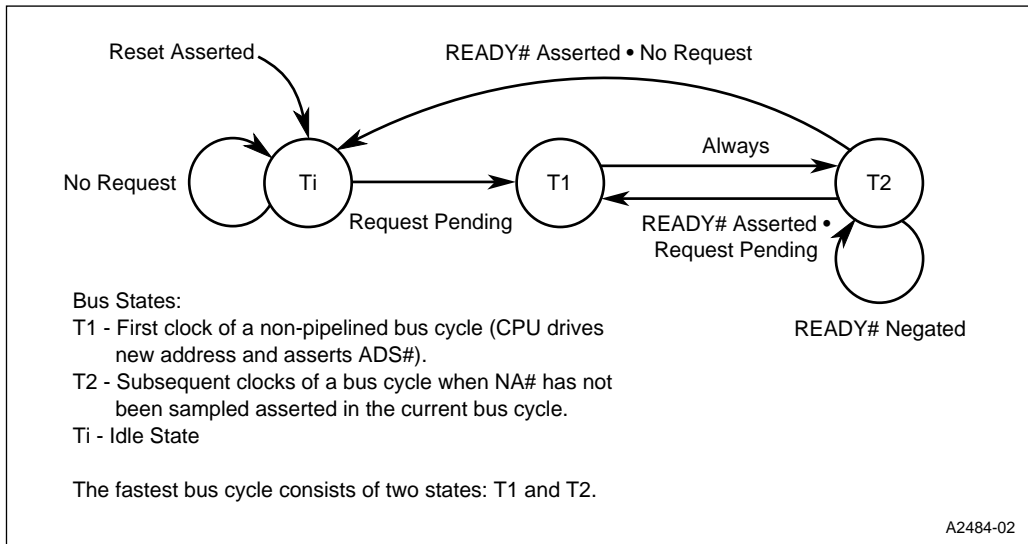 Reset Asserted
READY# Asserted • No Request
Always
No Request
Ti
T1
T2
Request Pending
READY# Asserted •
Request Pending
READY# Negated
Bus States:
T1 - First clock of a non-pipelined bus cycle (CPU drives
new address and asserts ADS#).
T2 - Subsequent clocks of a bus cycle when NA# has not
been sampled asserted in the current bus cycle.
Ti - Idle State
The fastest bus cycle consists of two states: T1 and T2.
A2484-02